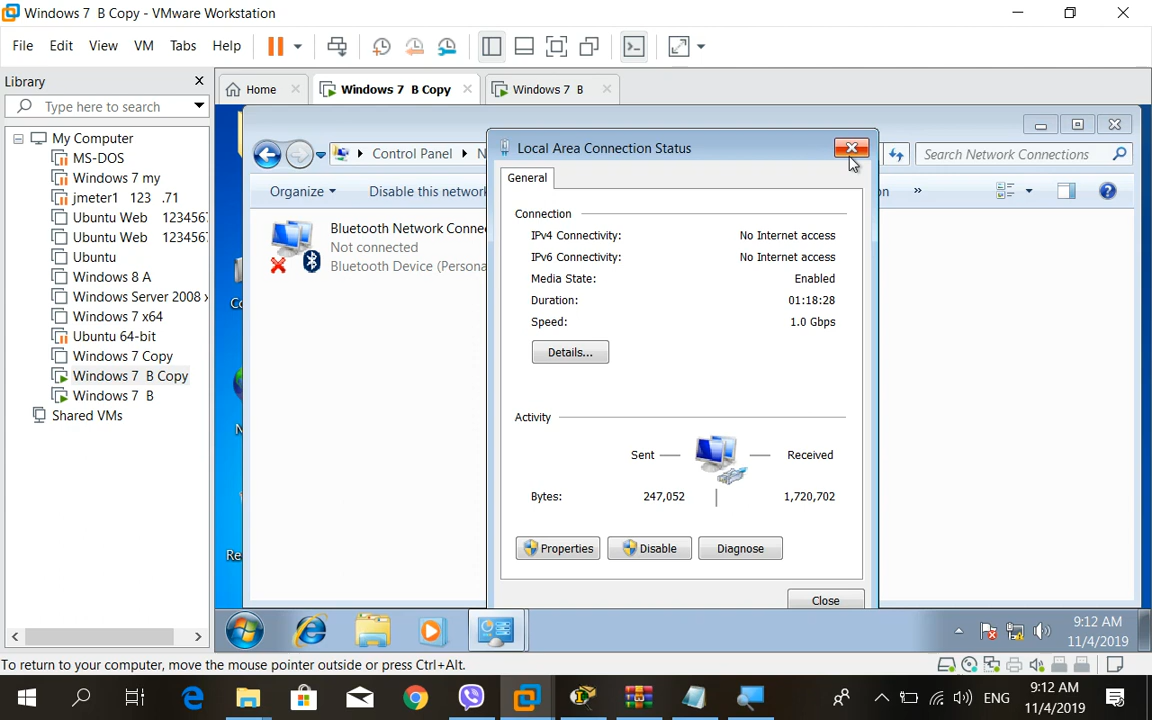 Windows 7  B Copy - VMware Workstation
File Edit View VM Tabs Help
Library
Type here to search
My Computer
MS-DOS
Windows 7 my
jmeter1   123   .71
Ubuntu Web   123456
Ubuntu Web   123456
Ubuntu
Windows 8 A
Windows Server 2008
Windows 7 x64
Ubuntu 64-bit
Windows 7 Copy
Windows 7  B Copy
Windows 7  B
Shared VMs
Home
Windows 7  B Copy
Windows 7  B
Control Panel
N
Search Network Connections
Organize
Disable this network
on
»
Bluetooth Network Conne
Not connected
Bluetooth Device (Persona
Co
N
Re
Local Area Connection Status
General
Connection
IPv4 Connectivity: No Internet access
IPv6 Connectivity: No Internet access
Media State: Enabled
Duration: 01:18:28
Speed: 1.0 Gbps
Details...
Activity
Sent — — Received
Bytes: 247,052 | 1,720,702
Properties Disable Diagnose
Close
9:12 AM
11/4/2019
To return to your computer, move the mouse pointer outside or press Ctrl+Alt.
ENG
9:12 AM
11/4/2019